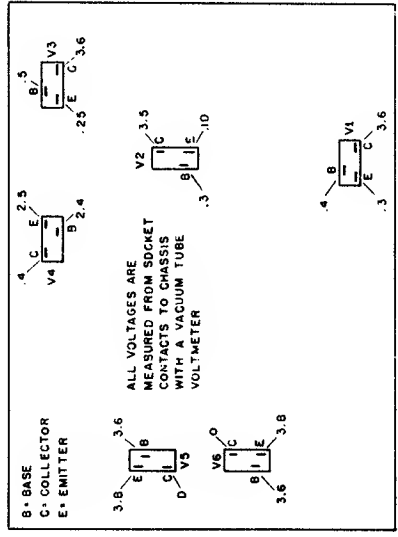 B = BASE
C = COLLECTOR
E = EMITTER
.4
C
E
2.5
V4
B
2.4
.5
B
V3
E
C
.25
3.6
ALL VOLTAGES ARE
MEASURED FROM SOCKET
CONTACTS TO CHASSIS
WITH A VACUUM TUBE
VOLTMETER
V2
3.5
C
B
E
.3
.10
3.8
E
3.6
B
C
0
V5
V6
0
C
B
E
3.6
3.8
.4
B
V1
E
C
.3
3.6